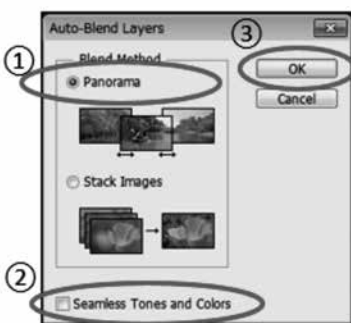 Auto-Blend Layers
③
Blend Method
①
Panorama
OK
Cancel
Stack Images
②
Seamless Tones and Colors